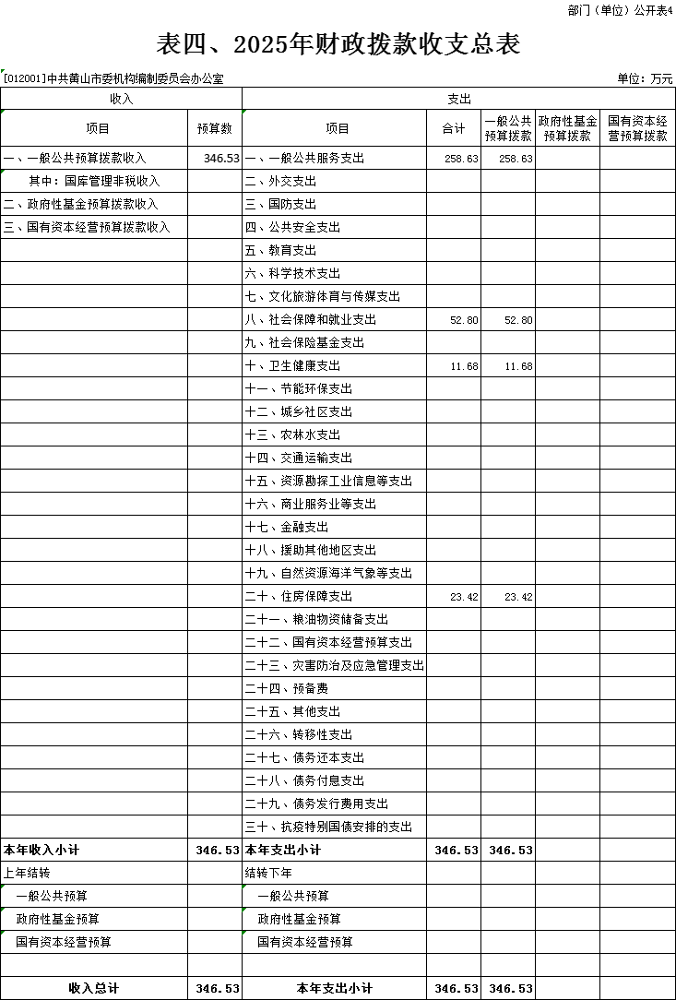 部门（单位）公开表4
表四、2025年财政拨款收支总表
[012001]中共黄山市委机构编制委员会办公室 单位：万元
收入 支出
项目 预算数 项目 合计 一般公共预算拨款 政府性基金预算拨款 国有资本经营预算拨款
一、一般公共预算拨款收入 346.53 一、一般公共服务支出 258.63 258.63
其中：国库管理非税收入 二、外交支出
二、政府性基金预算拨款收入 三、国防支出
三、国有资本经营预算拨款收入 四、公共安全支出
五、教育支出
六、科学技术支出
七、文化旅游体育与传媒支出
八、社会保障和就业支出 52.80 52.80
九、社会保险基金支出
十、卫生健康支出 11.68 11.68
十一、节能环保支出
十二、城乡社区支出
十三、农林水支出
十四、交通运输支出
十五、资源勘探工业信息等支出
十六、商业服务业等支出
十七、金融支出
十八、援助其他地区支出
十九、自然资源海洋气象等支出
二十、住房保障支出 23.42 23.42
二十一、粮油物资储备支出
二十二、国有资本经营预算支出
二十三、灾害防治及应急管理支出
二十四、预备费
二十五、其他支出
二十六、转移性支出
二十七、债务还本支出
二十八、债务付息支出
二十九、债务发行费用支出
三十、抗疫特别国债安排的支出
本年收入小计 346.53 本年支出小计 346.53 346.53
上年结转 结转下年
一般公共预算 一般公共预算
政府性基金预算 政府性基金预算
国有资本经营预算 国有资本经营预算
收入总计 346.53 本年支出小计 346.53 346.53